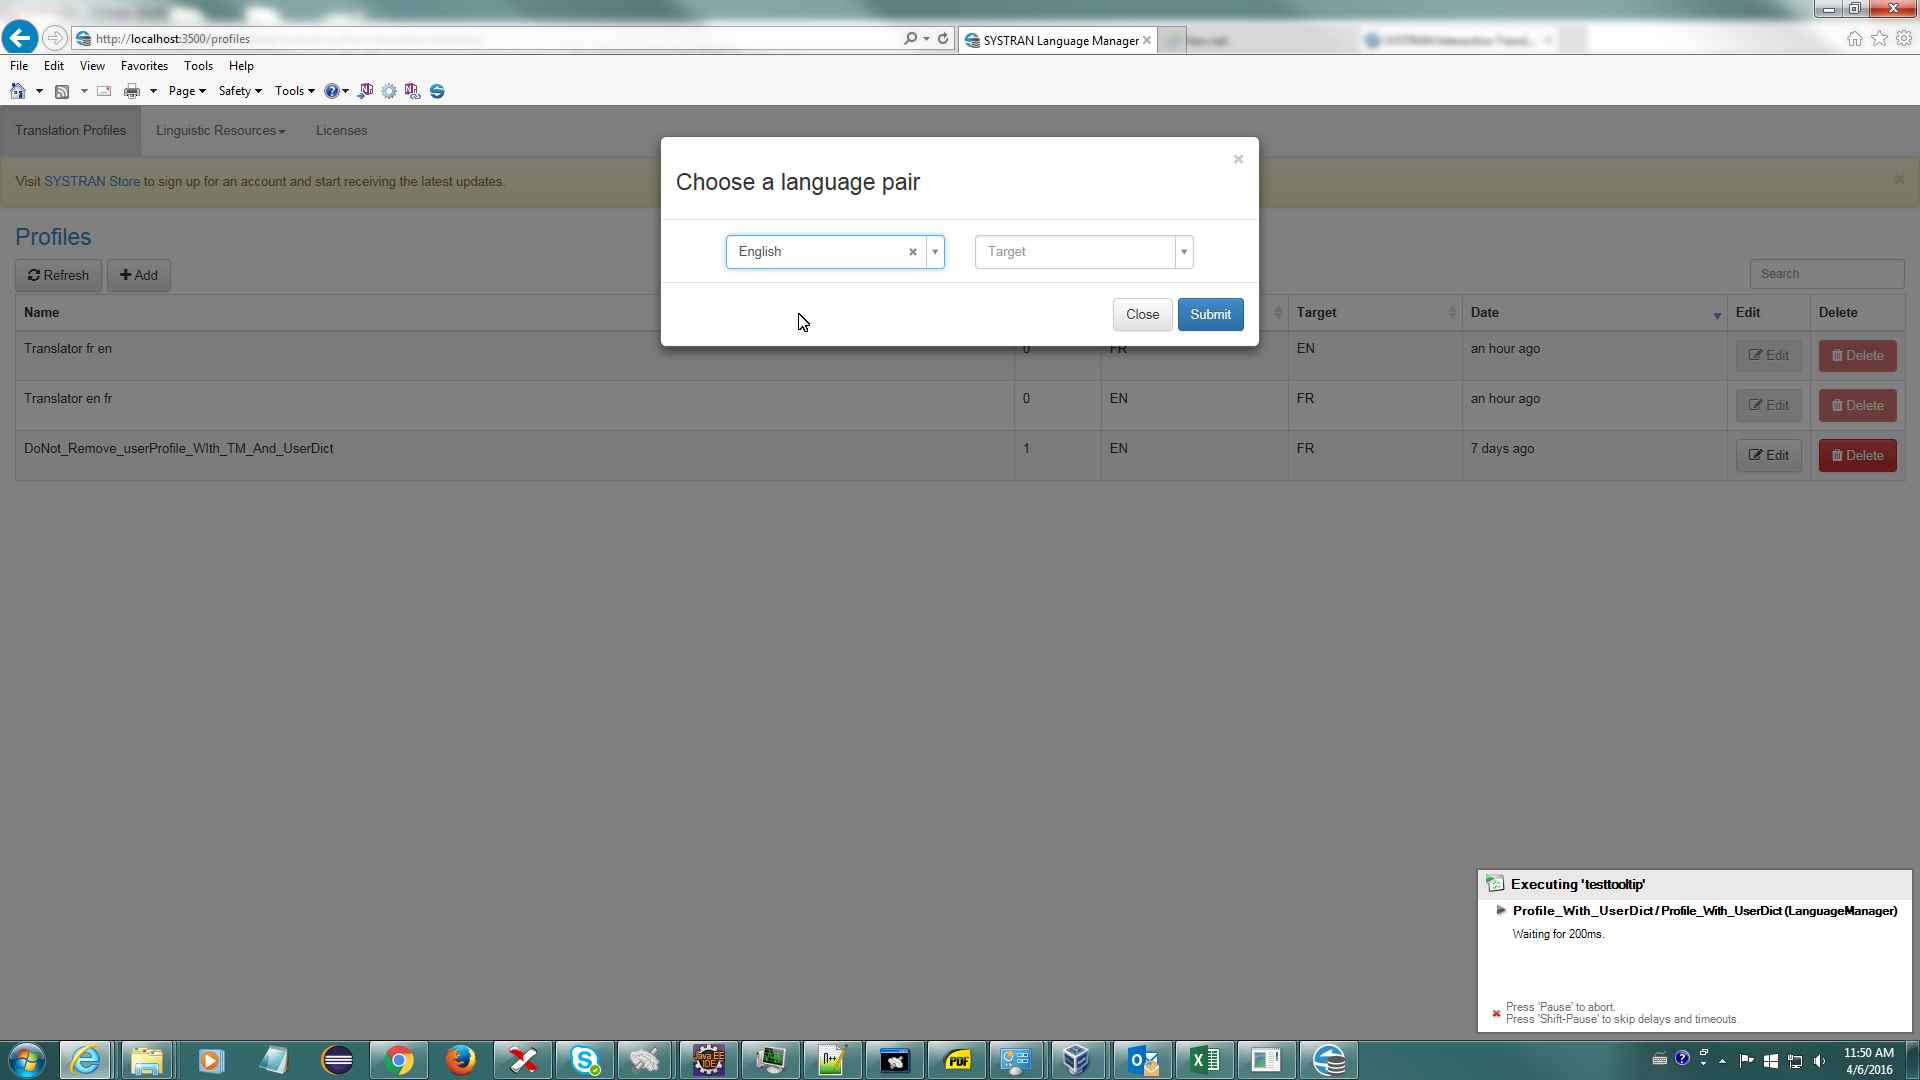 http://localhost:3500/profiles
SYSTRAN Language Manager
File Edit View Favorites Tools Help
Page Safety Tools
Translation Profiles Linguistic Resources Licenses
Visit SYSTRAN Store to sign up for an account and start receiving the latest updates.
Choose a language pair
English Target
Close Submit
Profiles
Refresh Add Search
Name Target Date Edit Delete
Translator fr en 0 FR EN an hour ago Edit Delete
Translator en fr 0 EN FR an hour ago Edit Delete
DoNot_Remove_userProfile_WIth_TM_And_UserDict 1 EN FR 7 days ago Edit Delete
Executing 'testtooltip'
Profile_With_UserDict / Profile_With_UserDict (LanguageManager)
Waiting for 200ms.
Press 'Pause' to abort.
Press 'Shift-Pause' to skip delays and timeouts.
Java EE
IDE
PDF
11:50 AM
4/6/2016